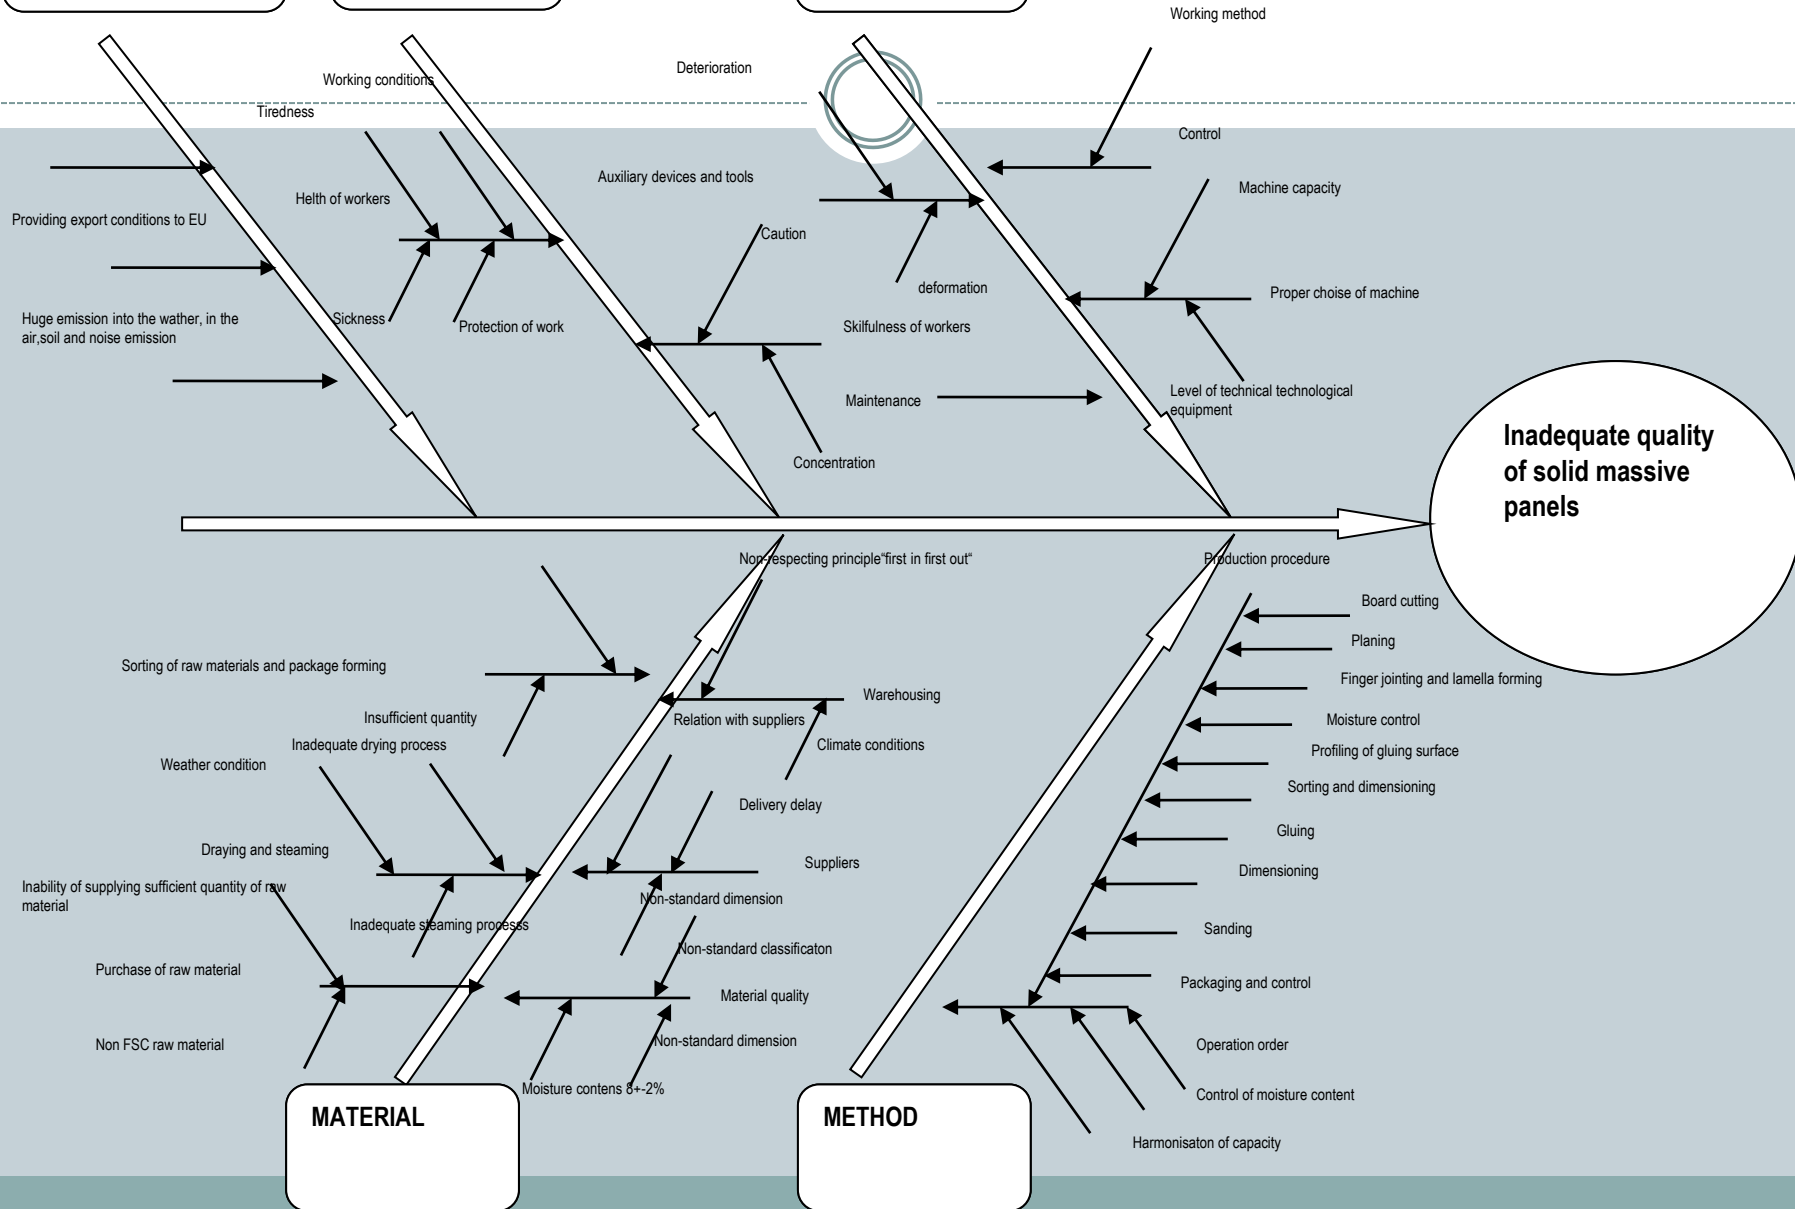 Working method
Deterioration
Working conditions
Tiredness
Control
Auxiliary devices and tools
Machine capacity
Helth of workers
Providing export conditions to EU
Caution
deformation
Proper choise of machine
Huge emission into the wather, in the
air,soil and noise emission
Sickness
Protection of work
Skilfulness of workers
Maintenance
Level of technical technological
equipment
Concentration
Inadequate quality
of solid massive
panels
Non-respecting principle“first in first out“
Production procedure
Board cutting
Planing
Sorting of raw materials and package forming
Finger jointing and lamella forming
Warehousing
Insufficient quantity
Relation with suppliers
Moisture control
Inadequate drying process
Climate conditions
Profiling of gluing surface
Weather condition
Sorting and dimensioning
Delivery delay
Gluing
Draying and steaming
Suppliers
Dimensioning
Inability of supplying sufficient quantity of raw
material
Non-standard dimension
Inadequate steaming processs
Sanding
Non-standard classificaton
Purchase of raw material
Packaging and control
Material quality
Non FSC raw material
Non-standard dimension
Operation order
Moisture contens 8+-2%
Control of moisture content
MATERIAL
METHOD
Harmonisaton of capacity